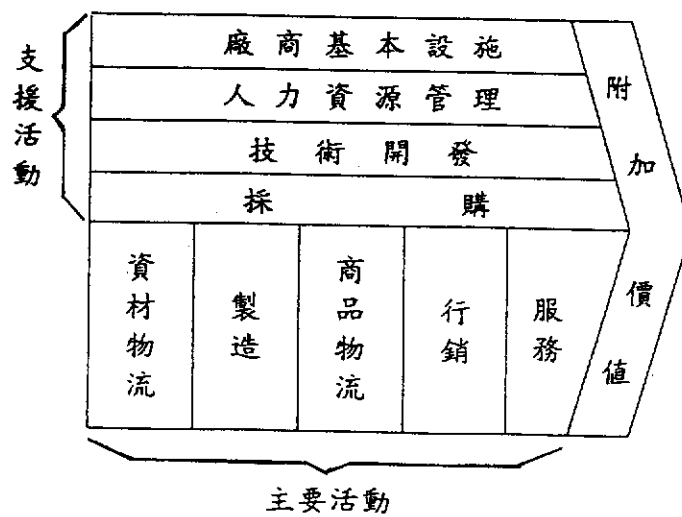 支援活動
廠商基本設施
人力資源管理
技術開發
採購
附加價值
資材物流
製造
商品物流
行銷
服務
主要活動